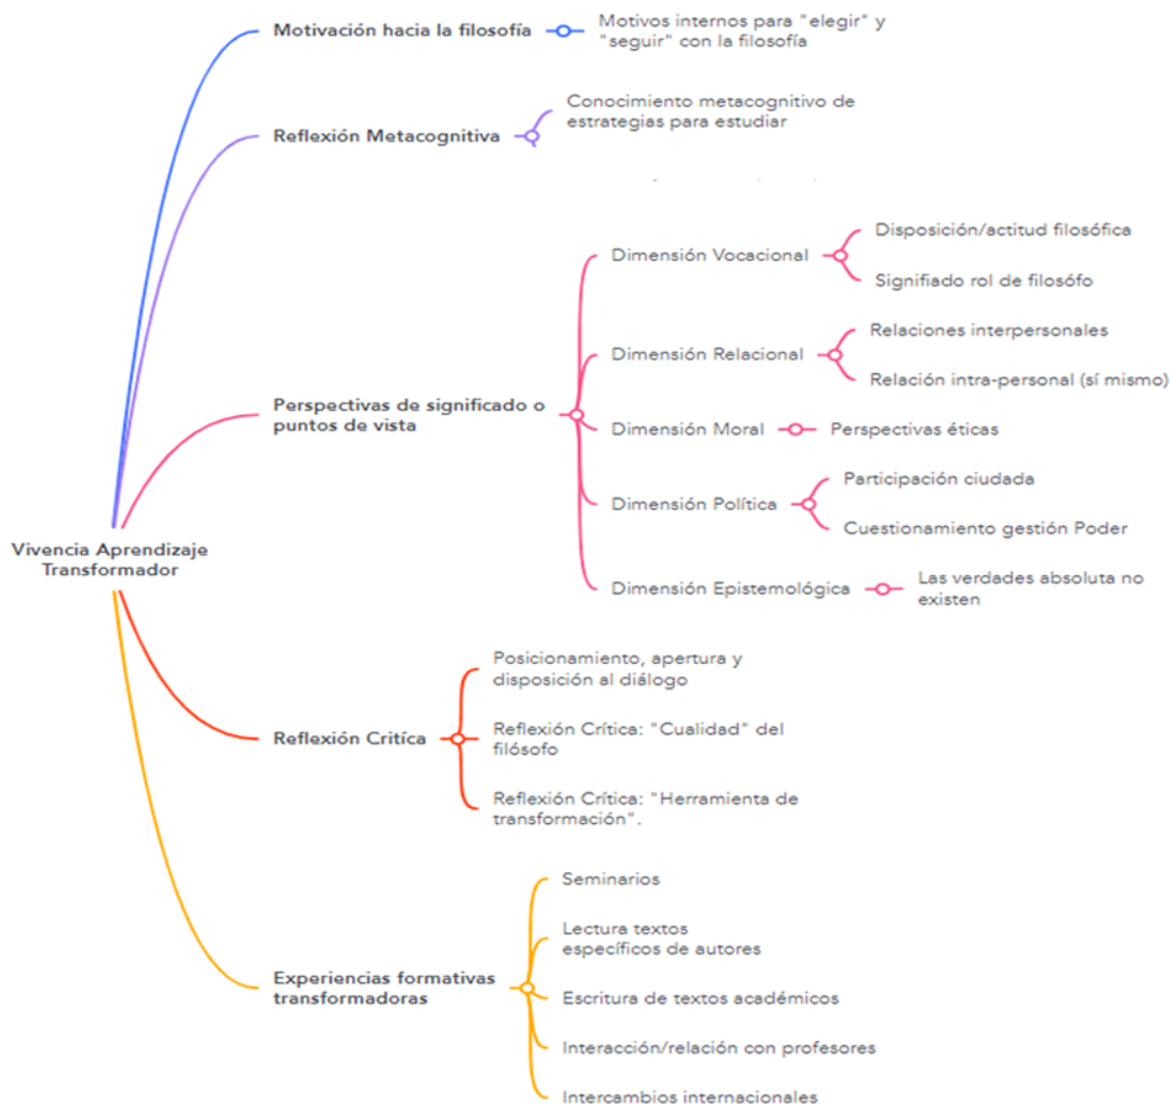 Motivación hacia la filosofía
Motivos internos para "elegir" y
"seguir" con la filosofía
Reflexión Metacognitiva
Conocimiento metacognitivo de
estrategias para estudiar
Perspectivas de significado o
puntos de vista
Dimensión Vocacional
Disposición/actitud filosófica
Signifiado rol de filosófo
Dimensión Relacional
Relaciones interpersonales
Relación intra-personal (sí mismo)
Dimensión Moral
Perspectivas éticas
Dimensión Política
Participación ciudada
Cuestionamiento gestión Poder
Dimensión Epistemológica
Las verdades absoluta no
existen
Vivencia Aprendizaje
Transformador
Reflexión Critíca
Posicionamiento, apertura y
disposición al diálogo
Reflexión Crítica: "Cualidad" del
filósofo
Reflexión Crítica: "Herramienta de
transformación".
Experiencias formativas
transformadoras
Seminarios
Lectura textos
específicos de autores
Escritura de textos académicos
Interacción/relación con profesores
Intercambios internacionales